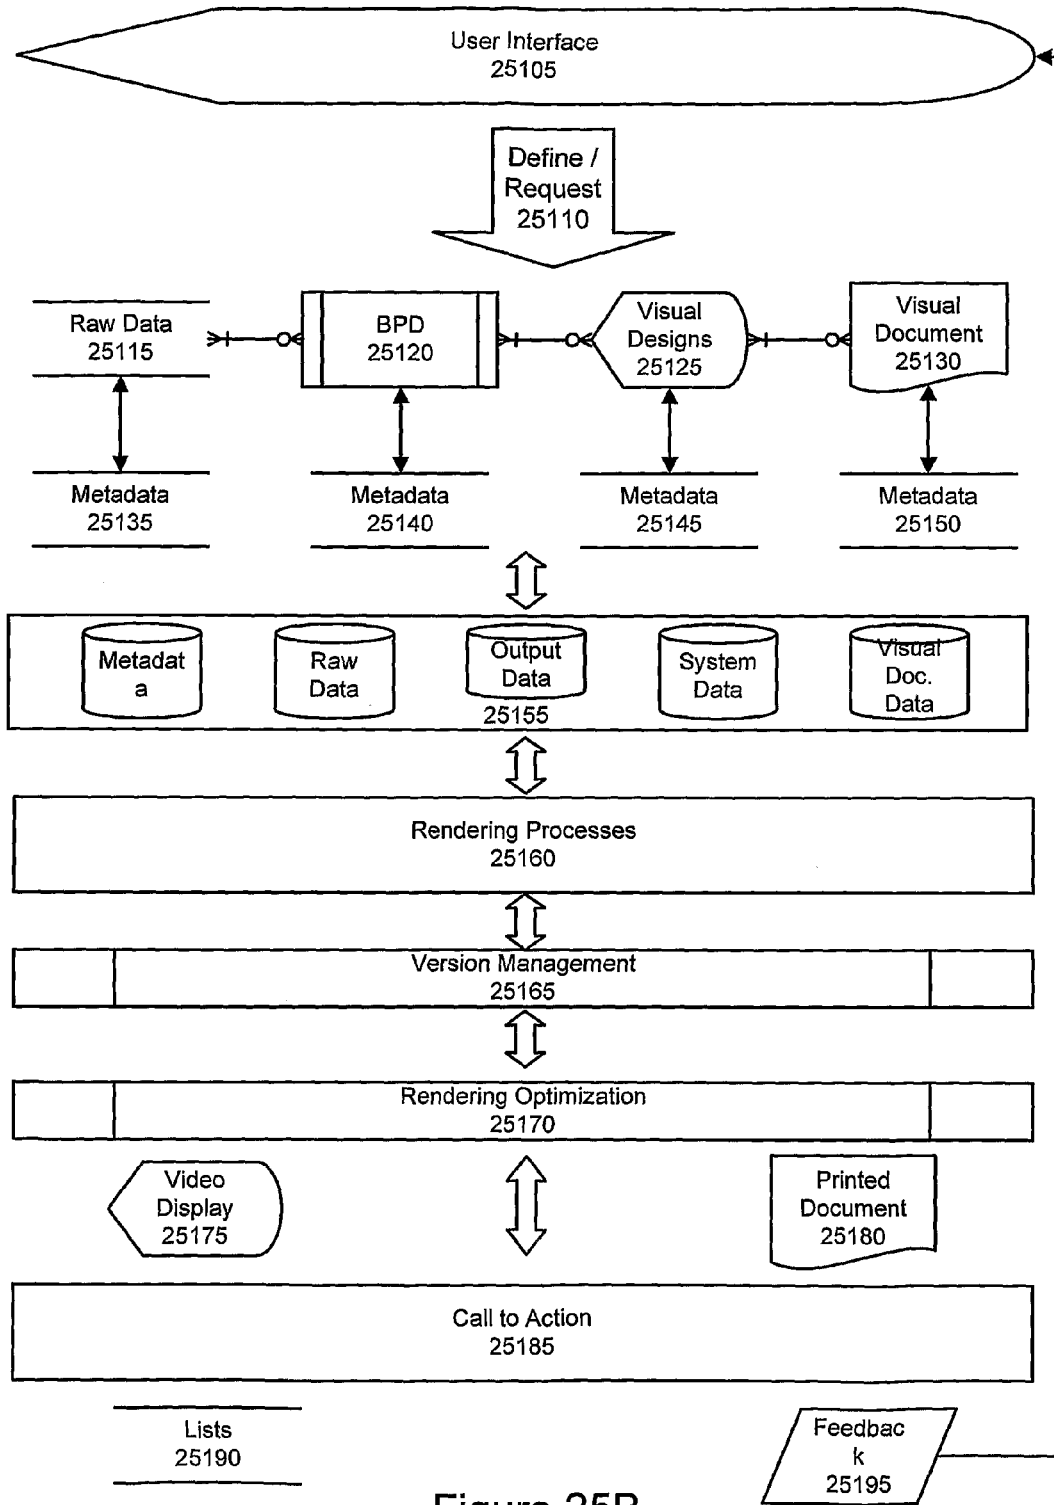 User Interface
25105
Define /
Request
25110
Raw Data
25115
BPD
25120
Visual
Designs
25125
Visual
Document
25130
Metadata
25135
Metadata
25140
Metadata
25145
Metadata
25150
Metadat
a
Raw
Data
Output
Data
25155
System
Data
Visual
Doc.
Data
Rendering Processes
25160
Version Management
25165
Rendering Optimization
25170
Video
Display
25175
Printed
Document
25180
Call to Action
25185
Lists
25190
Feedbac
k
25195
Figure 25B